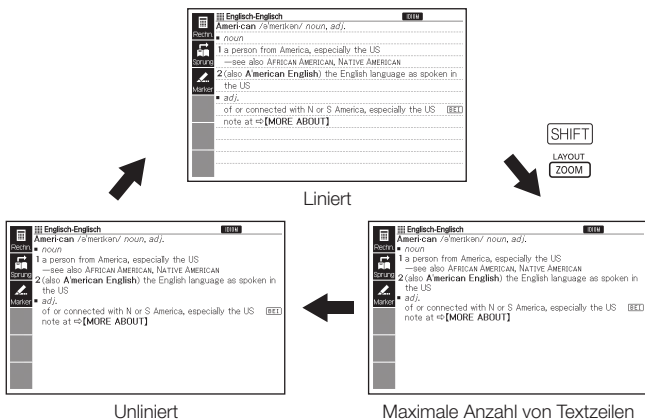 Englisch-Englisch IDIOM
Rechn.
Ameri·can /əˈmerɪkən/ noun, adj.
▪ noun
Sprung
1 a person from America, especially the US
—see also AFRICAN AMERICAN, NATIVE AMERICAN
Marker
2 (also A'merican English) the English language as spoken in
the US
▪ adj.
of or connected with N or S America, especially the US BEI
note at ⇨【MORE ABOUT】
Liniert
SHIFT
LAYOUT
ZOOM
Englisch-Englisch IDIOM
Rechn.
Ameri·can /əˈmerɪkən/ noun, adj.
▪ noun
Sprung
1 a person from America, especially the US
—see also AFRICAN AMERICAN, NATIVE AMERICAN
2 (also A'merican English) the English language as spoken in
the US
Marker
▪ adj.
of or connected with N or S America, especially the US BEI
note at ⇨【MORE ABOUT】
Unliniert
Englisch-Englisch IDIOM
Rechn.
Ameri·can /əˈmerɪkən/ noun, adj.
▪ noun
Sprung
1 a person from America, especially the US
—see also AFRICAN AMERICAN, NATIVE AMERICAN
2 (also A'merican English) the English language as spoken in
the US
Marker
▪ adj.
of or connected with N or S America, especially the US BEI
note at ⇨【MORE ABOUT】
Maximale Anzahl von Textzeilen